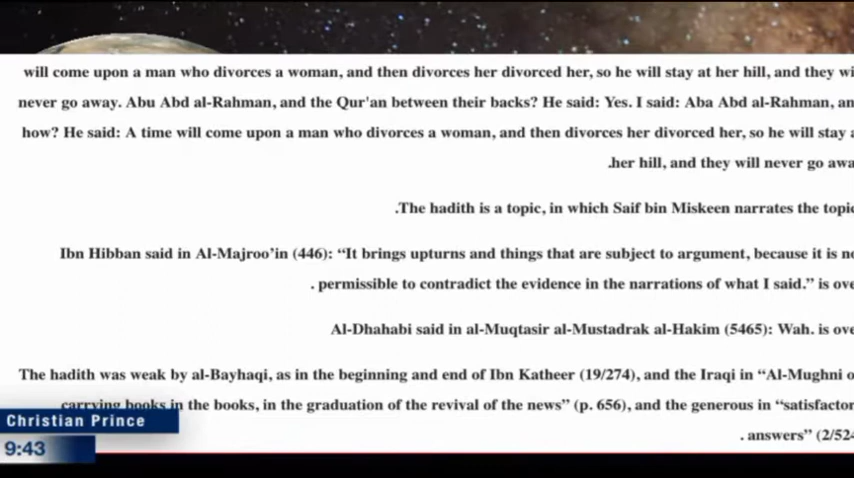 will come upon a man who divorces a woman, and then divorces her divorced her, so he will stay at her hill, and they
never go away. Abu Abd al-Rahman, and the Qur'an between their backs? He said: Yes. I said: Aba Abd al-Rahman,
how? He said: A time will come upon a man who divorces a woman, and then divorces her divorced her, so he will stay
.her hill, and they will never go
.The hadith is a topic, in which Saif bin Miskeen narrates the
Ibn Hibban said in Al-Majroo'in (446): “It brings upturns and things that are subject to argument, because it is
. permissible to contradict the evidence in the narrations of what I said.” is
Al-Dhahabi said in al-Muqtasir al-Mustadrak al-Hakim (5465): Wah. is
The hadith was weak by al-Bayhaqi, as in the beginning and end of Ibn Katheer (19/274), and the Iraqi in “Al-Mughni
carrying books in the books, in the graduation of the revival of the news” (p. 656), and the generous in
. answers”
Christian Prince
9:43